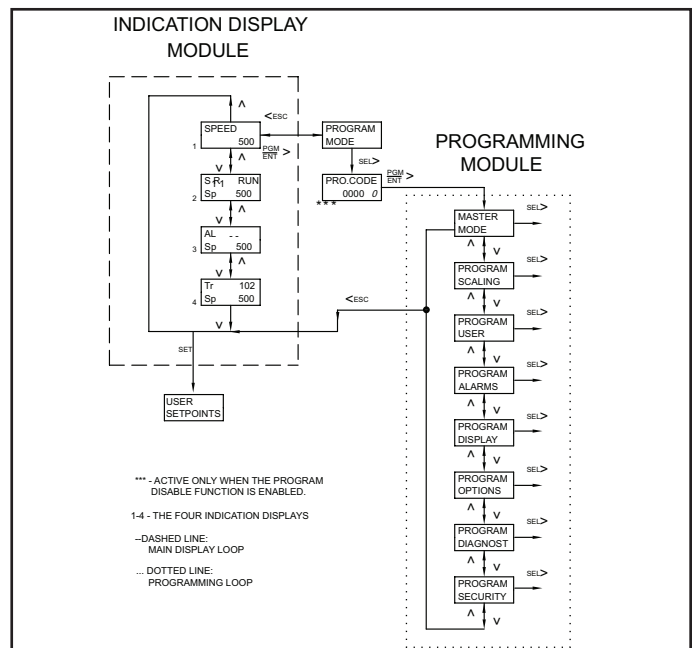 INDICATION DISPLAY
MODULE
^
<ESC
1
SPEED
500
PGM
ENT >
PROGRAM
MODE
SEL>
v
^
2
S-R1 RUN
Sp 500
PRO.CODE
0000 0
***
PGM
ENT >
v
^
3
AL --
Sp 500
v
^
4
Tr 102
Sp 500
v
<ESC
SET
USER
SETPOINTS
PROGRAMMING
MODULE
MASTER
MODE
SEL>
^ v
PROGRAM
SCALING
SEL>
^ v
PROGRAM
USER
SEL>
^ v
PROGRAM
ALARMS
SEL>
^ v
PROGRAM
DISPLAY
SEL>
^ v
PROGRAM
OPTIONS
SEL>
^ v
PROGRAM
DIAGNOST
SEL>
^ v
PROGRAM
SECURITY
SEL>
^ v
*** - ACTIVE ONLY WHEN THE PROGRAM
DISABLE FUNCTION IS ENABLED.
1-4 - THE FOUR INDICATION DISPLAYS
--DASHED LINE:
MAIN DISPLAY LOOP
... DOTTED LINE:
PROGRAMMING LOOP